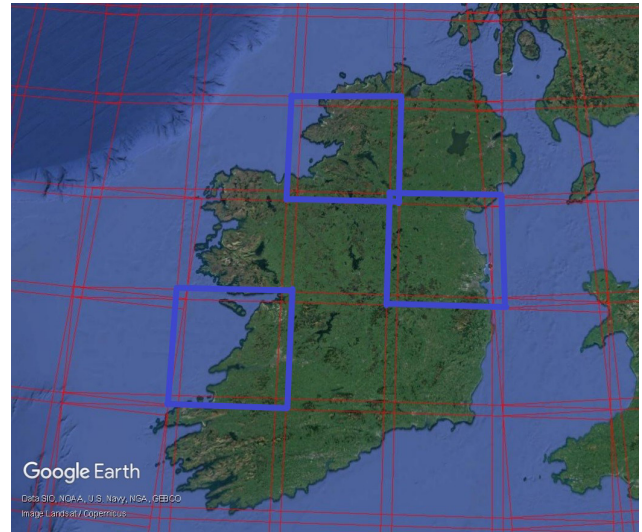 Google Earth
Data SIO, NOAA, U.S. Navy, NGA, GEBCO
Image Landsat / Copernicus